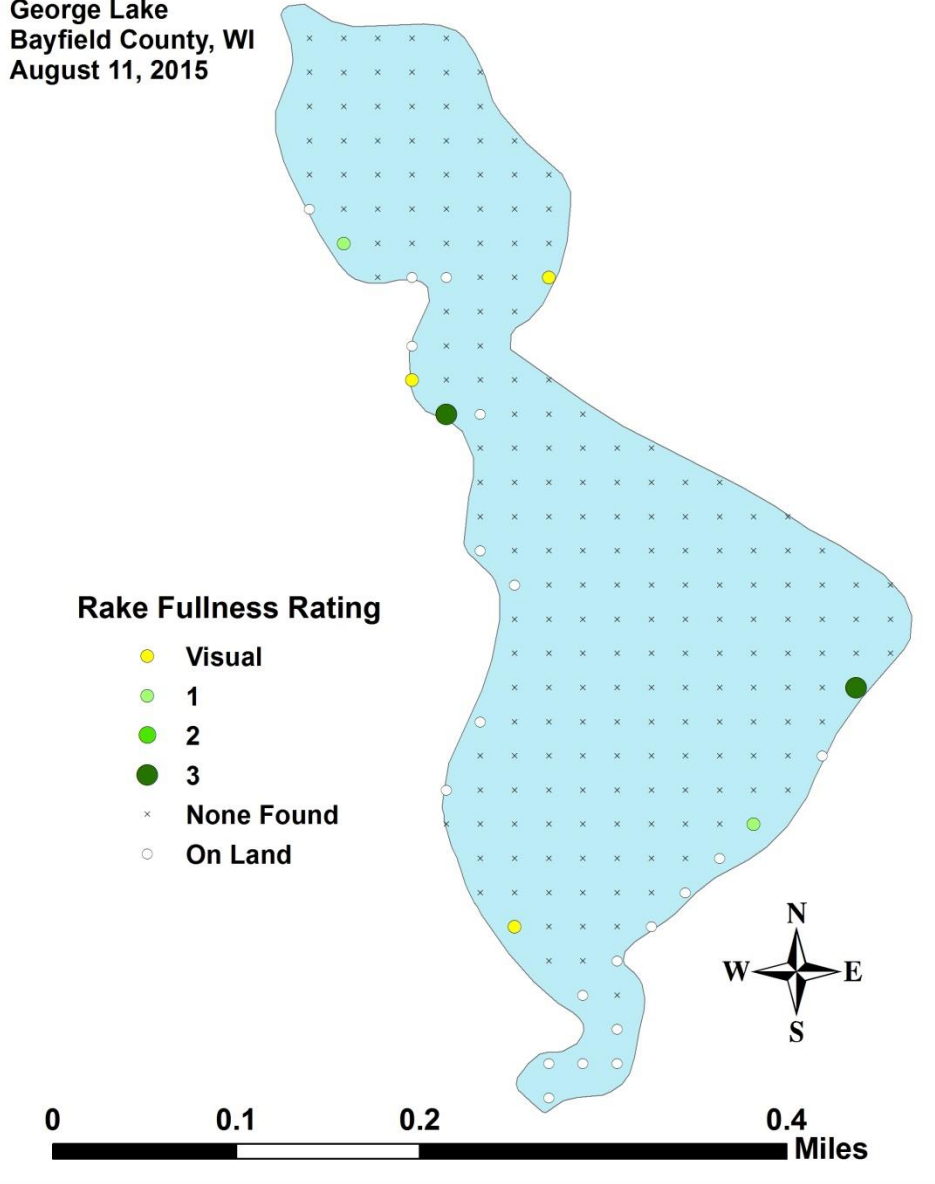 George Lake
Bayfield County, WI
August 11, 2015
Rake Fullness Rating
Visual
1
2
3
None Found
On Land
N
W E
S
0 0.1 0.2 0.4
Miles